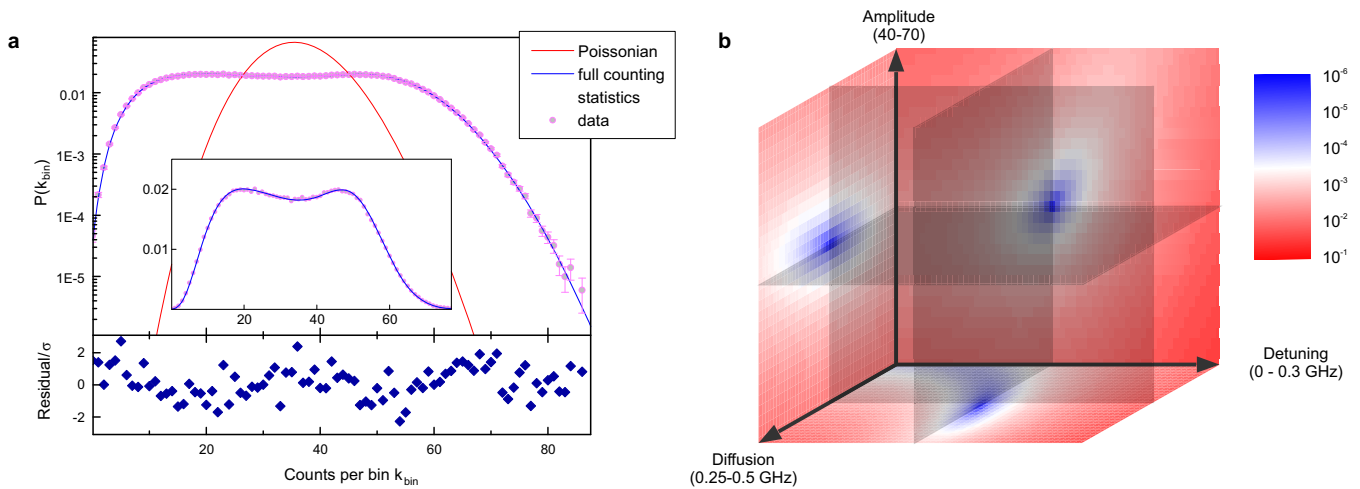 a
Poissonian
full counting
statistics
data
P(k_bin)
0.01
1E-3
1E-4
1E-5
0.02
0.01
20
40
60
Residual/σ
2
0
-2
20
40
60
80
Counts per bin k_bin
b
Amplitude
(40-70)
10^-6
10^-5
10^-4
10^-3
10^-2
10^-1
Detuning
(0 - 0.3 GHz)
Diffusion
(0.25-0.5 GHz)